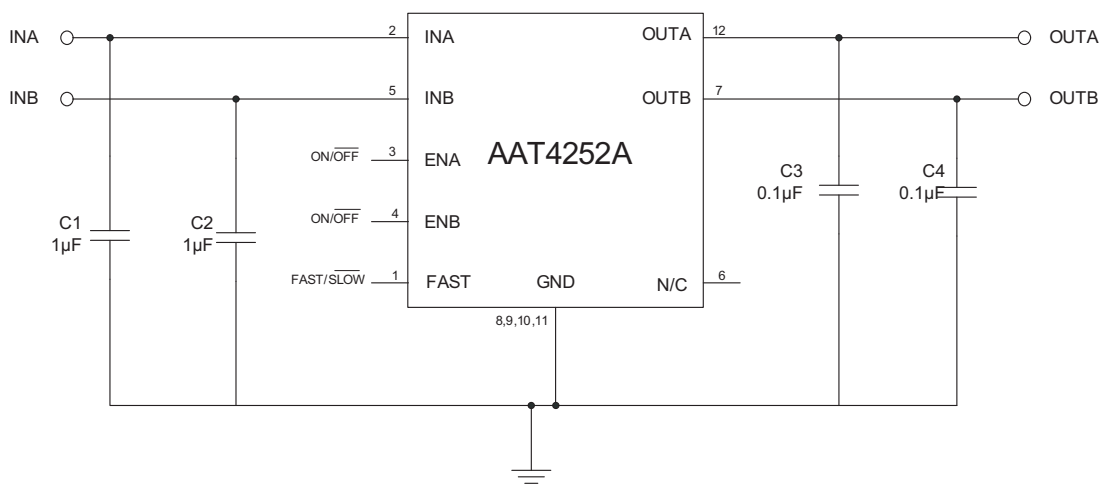 INA
2
INA
OUTA
12
OUTA
INB
5
INB
OUTB
7
OUTB
AAT4252A
ON/OFF
3
ENA
ON/OFF
4
ENB
FAST/SLOW
1
FAST
GND
N/C
6
8,9,10,11
C1
1µF
C2
1µF
C3
0.1µF
C4
0.1µF